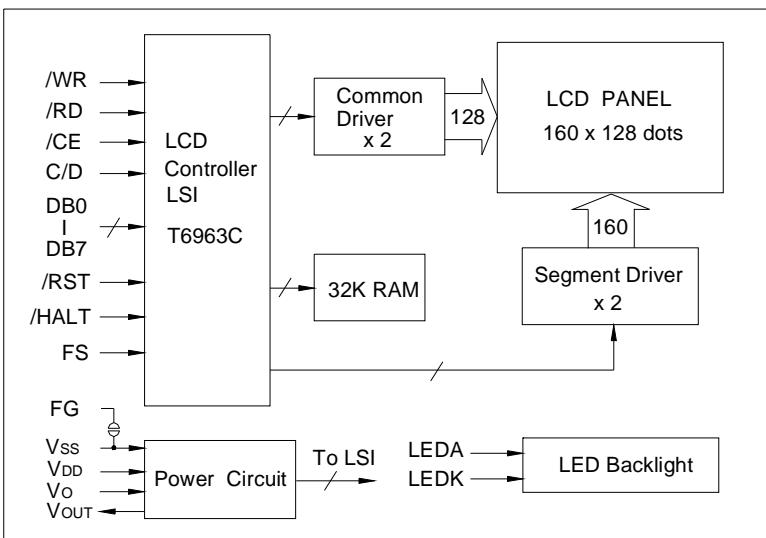 /WR
/RD
/CE
C/D
DB0
I
DB7
/RST
/HALT
FS
LCD
Controller
LSI
T6963C
Common
Driver
x 2
128
LCD PANEL
160 x 128 dots
160
Segment Driver
x 2
32K RAM
FG
VSS
VDD
VO
VOUT
Power Circuit
To LSI
LEDA
LEDK
LED Backlight